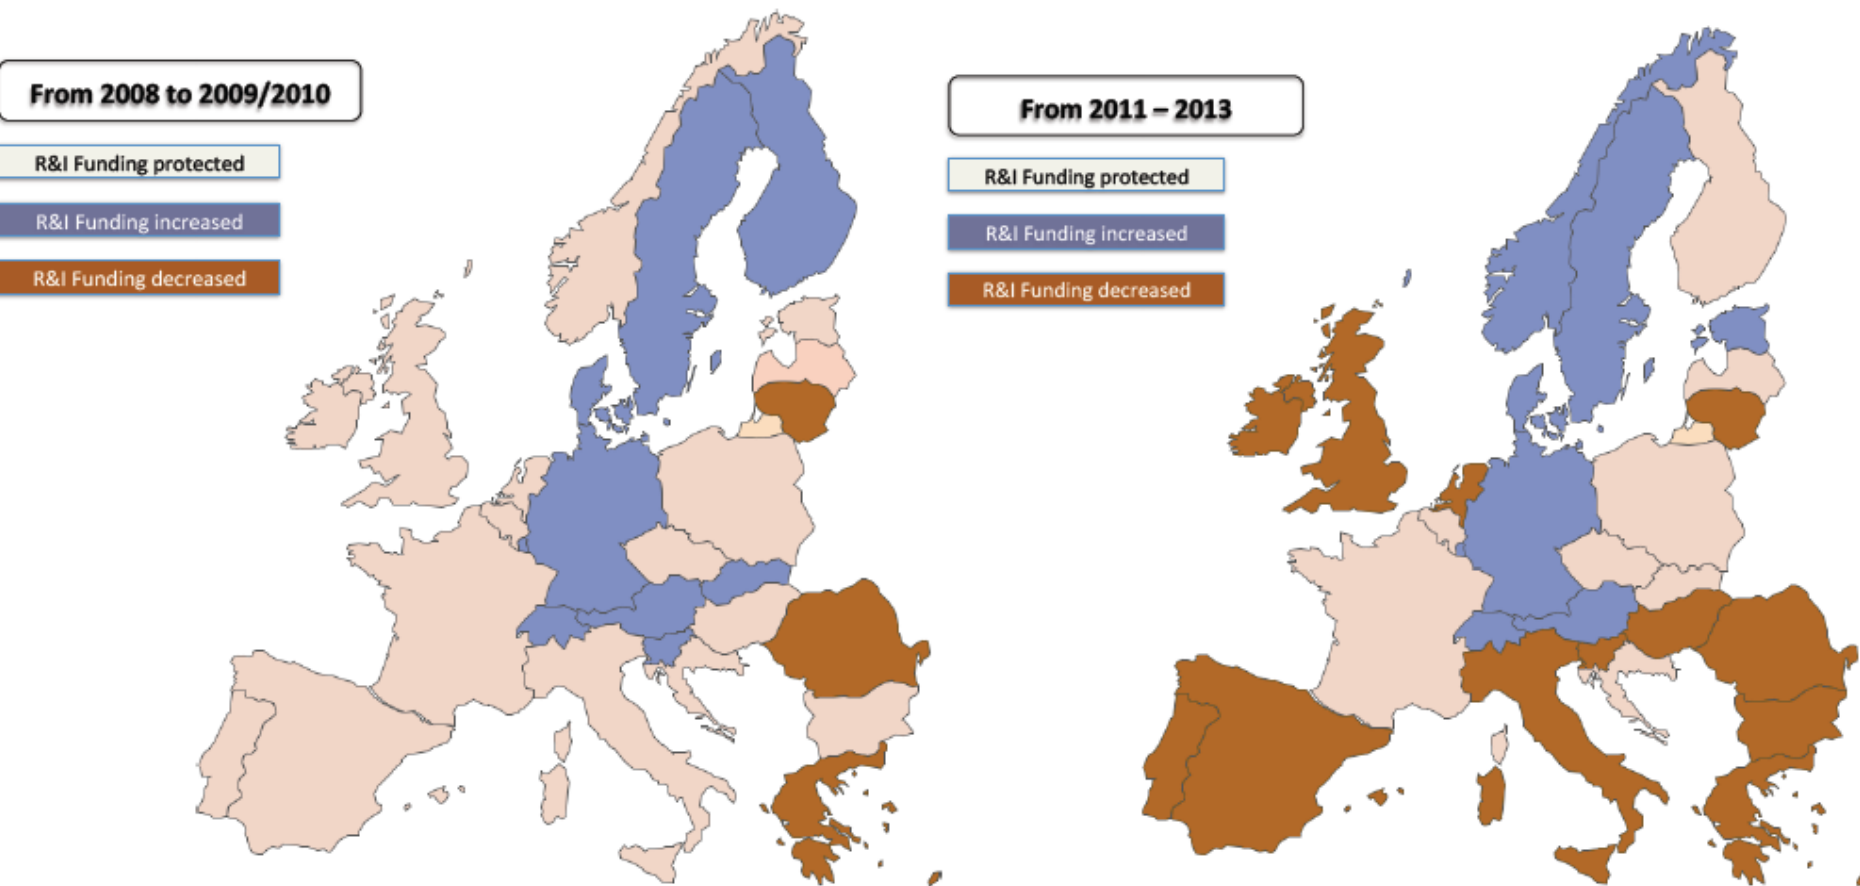 From 2008 to 2009/2010
R&I Funding protected
R&I Funding increased
R&I Funding decreased
From 2011 – 2013
R&I Funding protected
R&I Funding increased
R&I Funding decreased